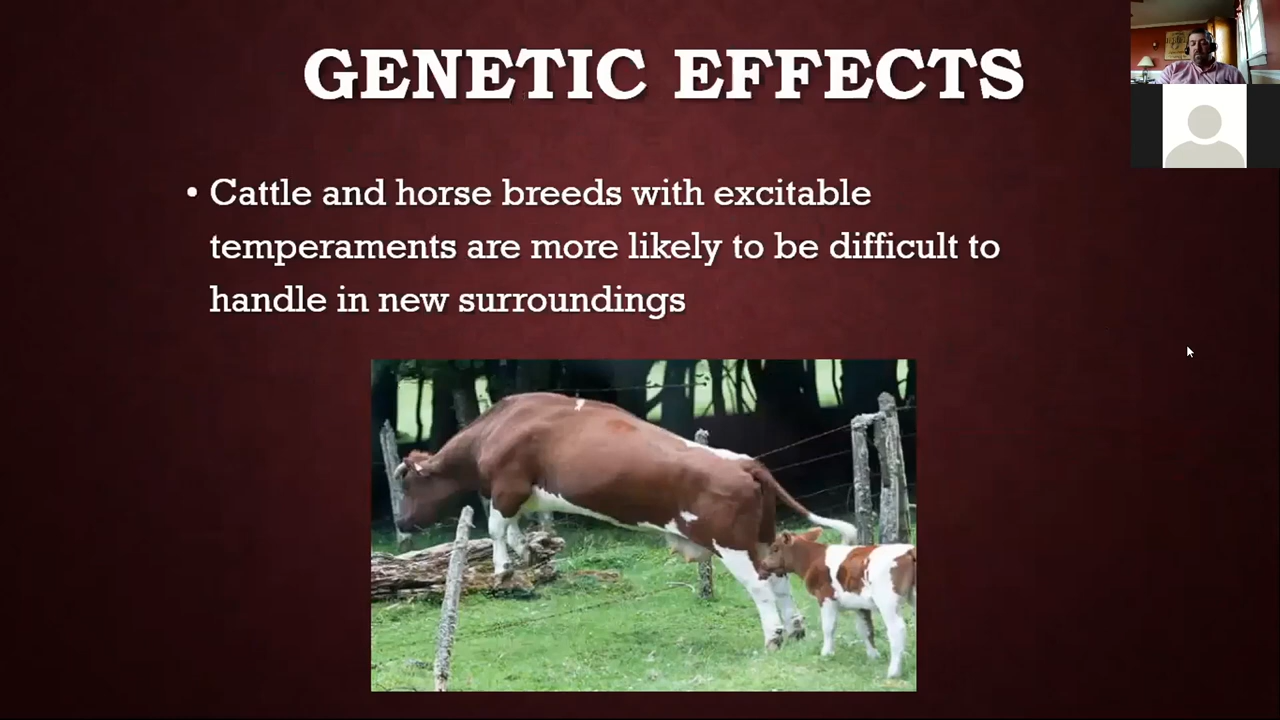 GENETIC EFFECTS
• Cattle and horse breeds with excitable
temperaments are more likely to be difficult to
handle in new surroundings